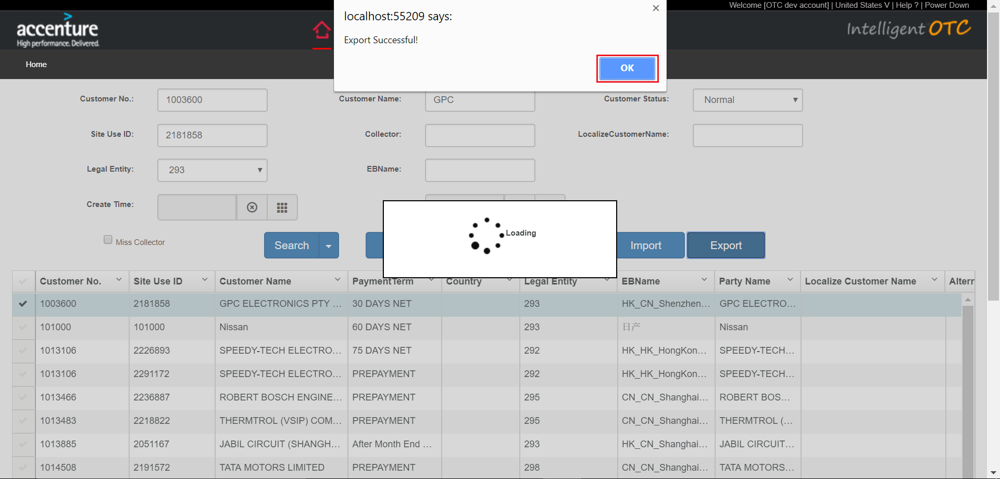 Welcome [OTC dev account] | United States V | Help ? | Power Down
accenture
High performance. Delivered.
Intelligent OTC
localhost:55209 says:
Export Successful!
OK
Home
Customer No.: 1003600 Customer Name: GPC Customer Status: Normal
Site Use ID: 2181858 Collector: LocalizeCustomerName:
Legal Entity: 293 EBName:
Create Time:
Loading
Miss Collector Search Import Export
Customer No. Site Use ID Customer Name PaymentTerm Country Legal Entity EBName Party Name Localize Customer Name Altern
1003600 2181858 GPC ELECTRONICS PTY ... 30 DAYS NET 293 HK_CN_Shenzhen... GPC ELECTRO...
101000 101000 Nissan 60 DAYS NET 293 日产 Nissan
1013106 2226893 SPEEDY-TECH ELECTRO... 75 DAYS NET 292 HK_HK_HongKon... SPEEDY-TECH...
1013106 2291172 SPEEDY-TECH ELECTRO... PREPAYMENT 292 HK_HK_HongKon... SPEEDY-TECH...
1013466 2236887 ROBERT BOSCH ENGINE... PREPAYMENT 295 CN_CN_Shanghai... ROBERT BOS...
1013483 2218822 THERMTROL (VSIP) COM... PREPAYMENT 295 CN_CN_Shanghai... THERMTROL (...
1013885 2051167 JABIL CIRCUIT (SHANGH... After Month End ... 293 HK_CN_Shanghai... JABIL CIRCUIT...
1014508 2191572 TATA MOTORS LIMITED PREPAYMENT 298 CN_CN_Shanghai... TATA MOTORS...